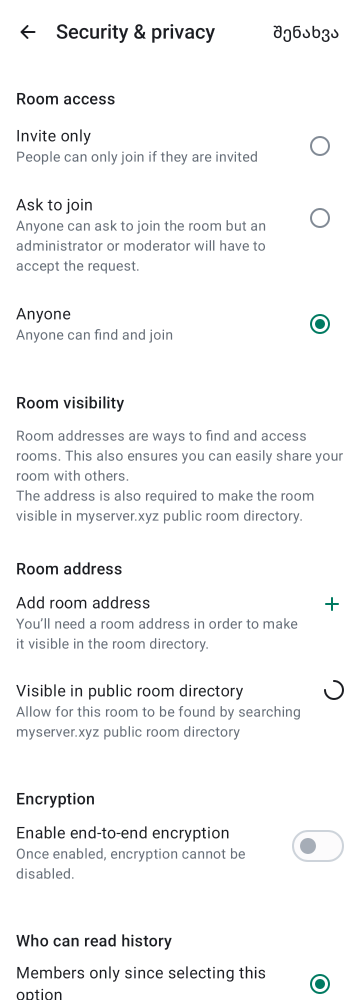 Security & privacy
შენახვა
Room access
Invite only
People can only join if they are invited
Ask to join
Anyone can ask to join the room but an
administrator or moderator will have to
accept the request.
Anyone
Anyone can find and join
Room visibility
Room addresses are ways to find and access
rooms. This also ensures you can easily share your
room with others.
The address is also required to make the room
visible in myserver.xyz public room directory.
Room address
Add room address
You’ll need a room address in order to make
it visible in the room directory.
Visible in public room directory
Allow for this room to be found by searching
myserver.xyz public room directory
Encryption
Enable end-to-end encryption
Once enabled, encryption cannot be
disabled.
Who can read history
Members only since selecting this
option